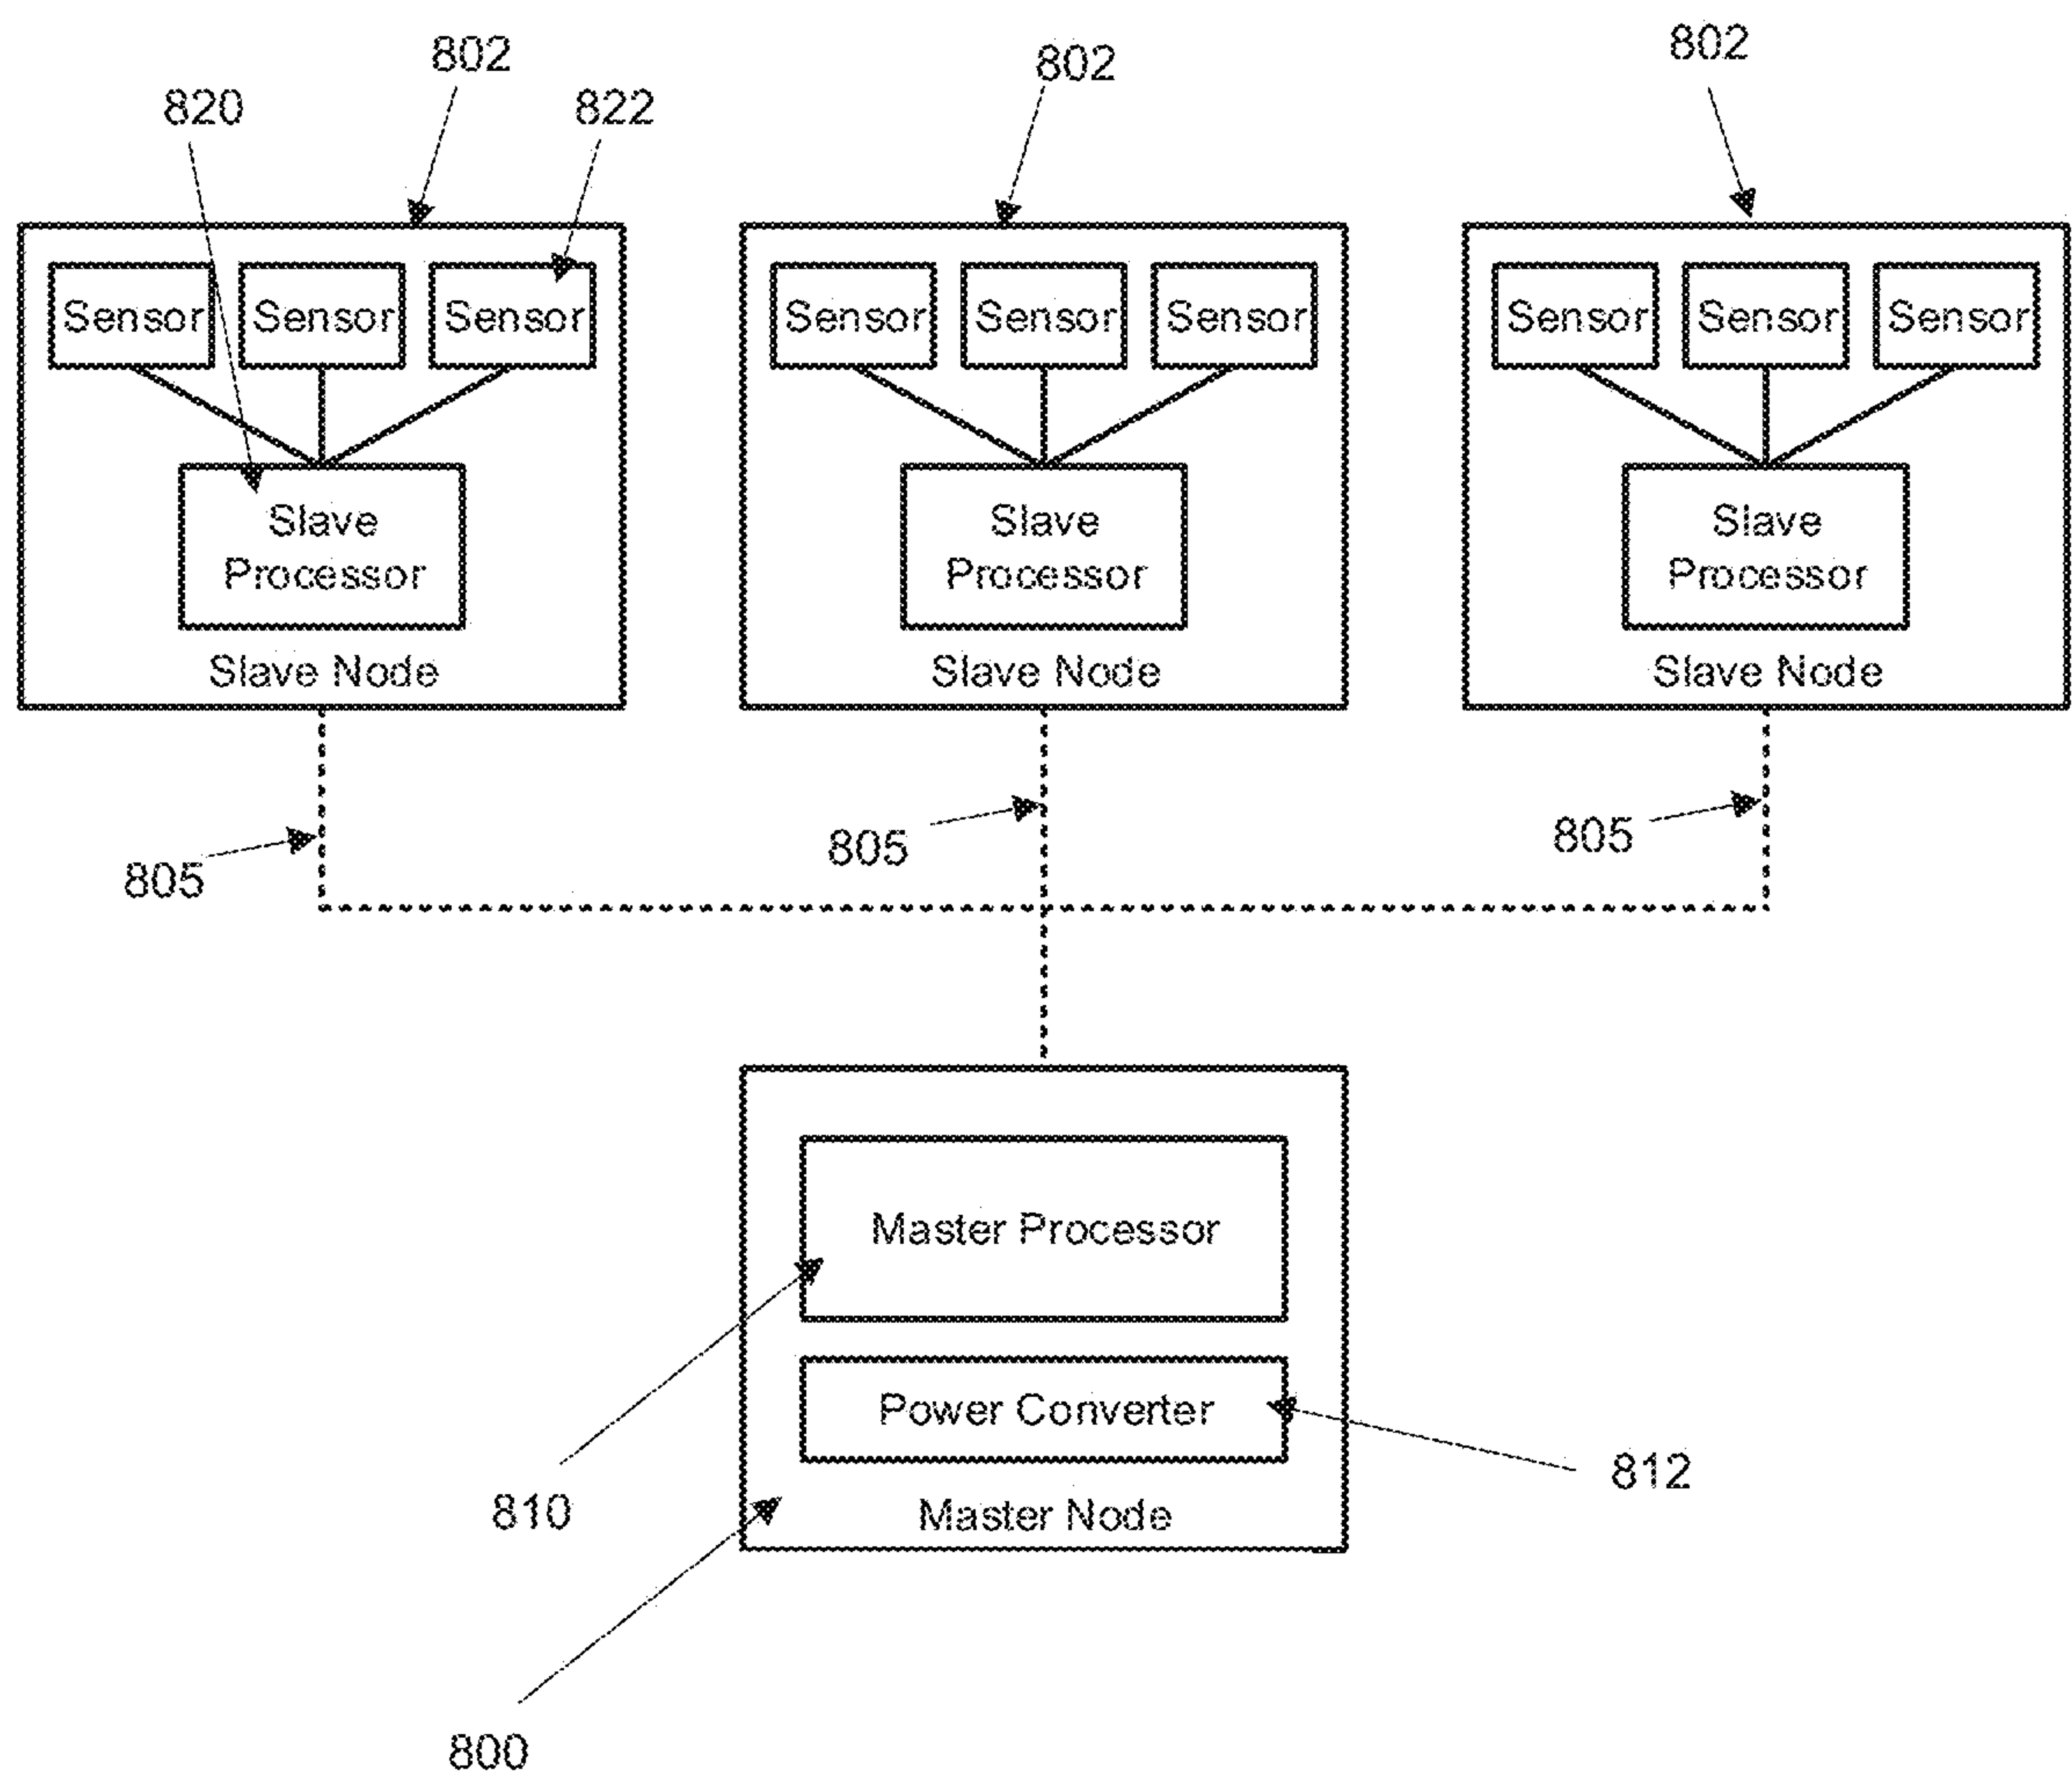 802
802
802
820
822
Sensor Sensor Sensor
Sensor Sensor Sensor
Sensor Sensor Sensor
Slave
Processor
Slave
Processor
Slave
Processor
Slave Node
Slave Node
Slave Node
805
805
805
Master Processor
Power Converter
812
810
Master Node
800